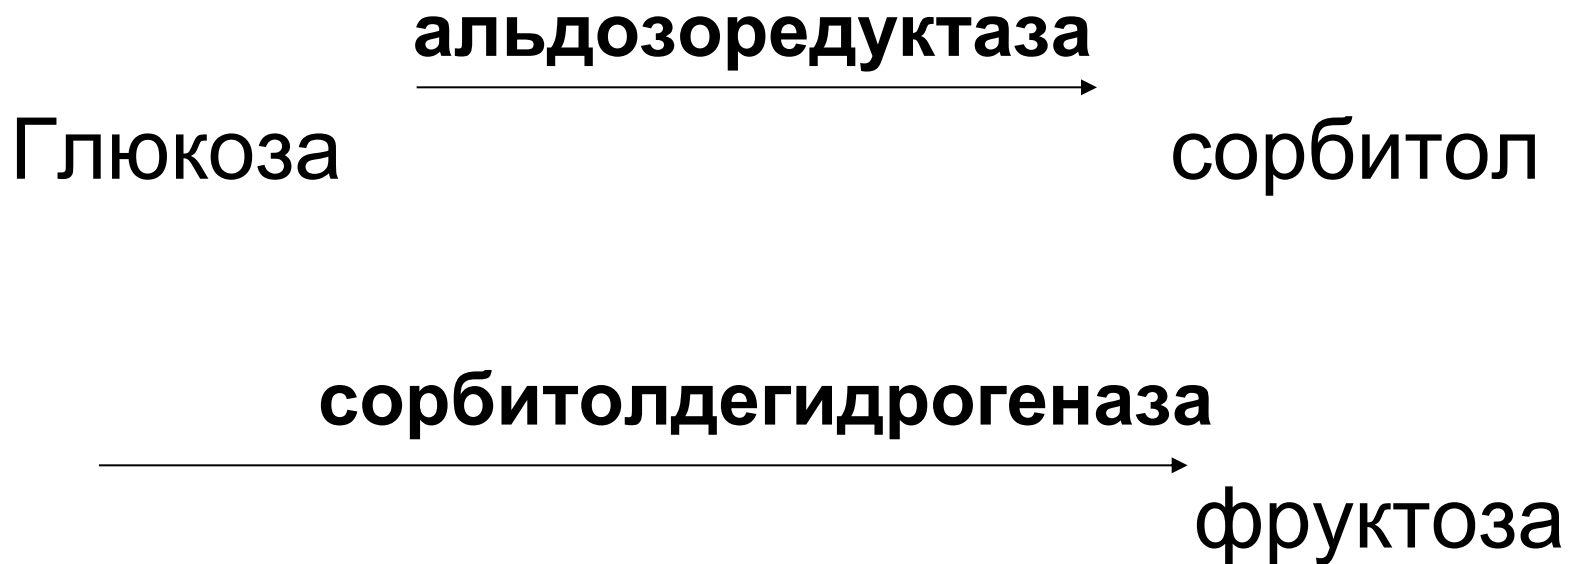 альдозоредуктаза
Глюкоза сорбитол
сорбитолдегидрогеназа
фруктоза